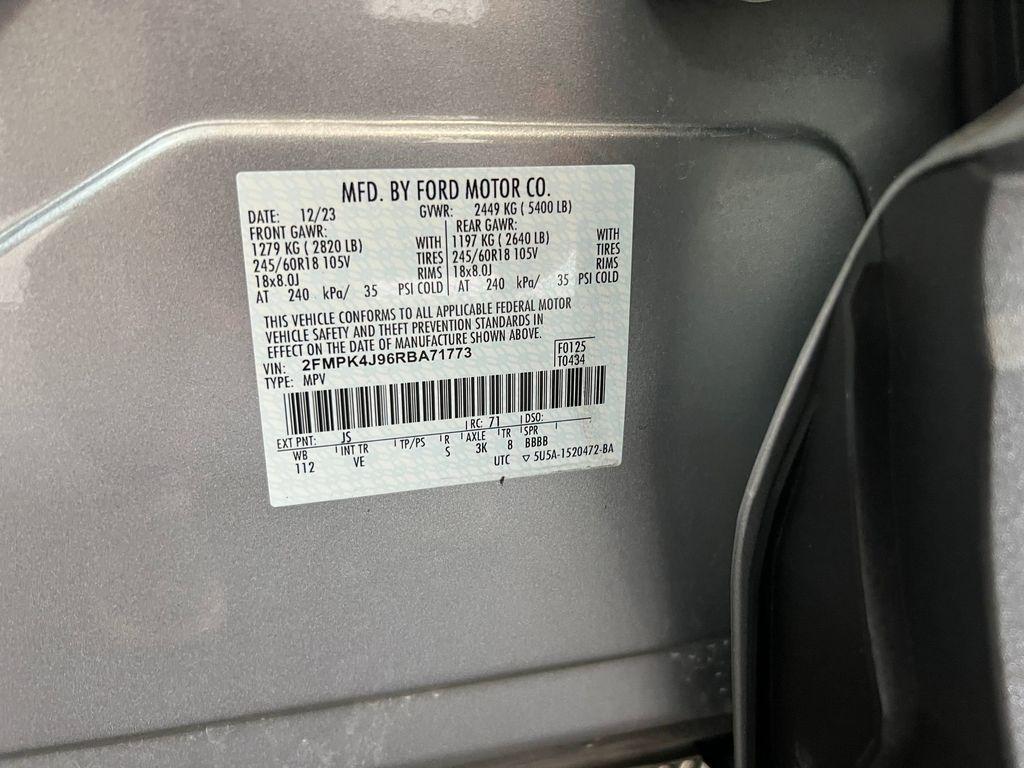 MFD. BY FORD MOTOR CO.
DATE: 12/23 GVWR: 2449 KG ( 5400 LB)
FRONT GAWR: REAR GAWR:
1279 KG ( 2820 LB) WITH 1197 KG ( 2640 LB) WITH
245/60R18 105V TIRES 245/60R18 105V TIRES
18x8.0J RIMS 18x8.0J RIMS
AT 240 kPa/ 35 PSI COLD AT 240 kPa/ 35 PSI COLD
THIS VEHICLE CONFORMS TO ALL APPLICABLE FEDERAL MOTOR
VEHICLE SAFETY AND THEFT PREVENTION STANDARDS IN
EFFECT ON THE DATE OF MANUFACTURE SHOWN ABOVE.
VIN: 2FMPK4J96RBA71773 F0125
TYPE: MPV T0434
EXT PNT: JS RC: 71 DSO:
WB INT TR TP/PS R AXLE TR SPR
112 VE S 3K 8 BBBB
UTC ▽ 5U5A-1520472-BA